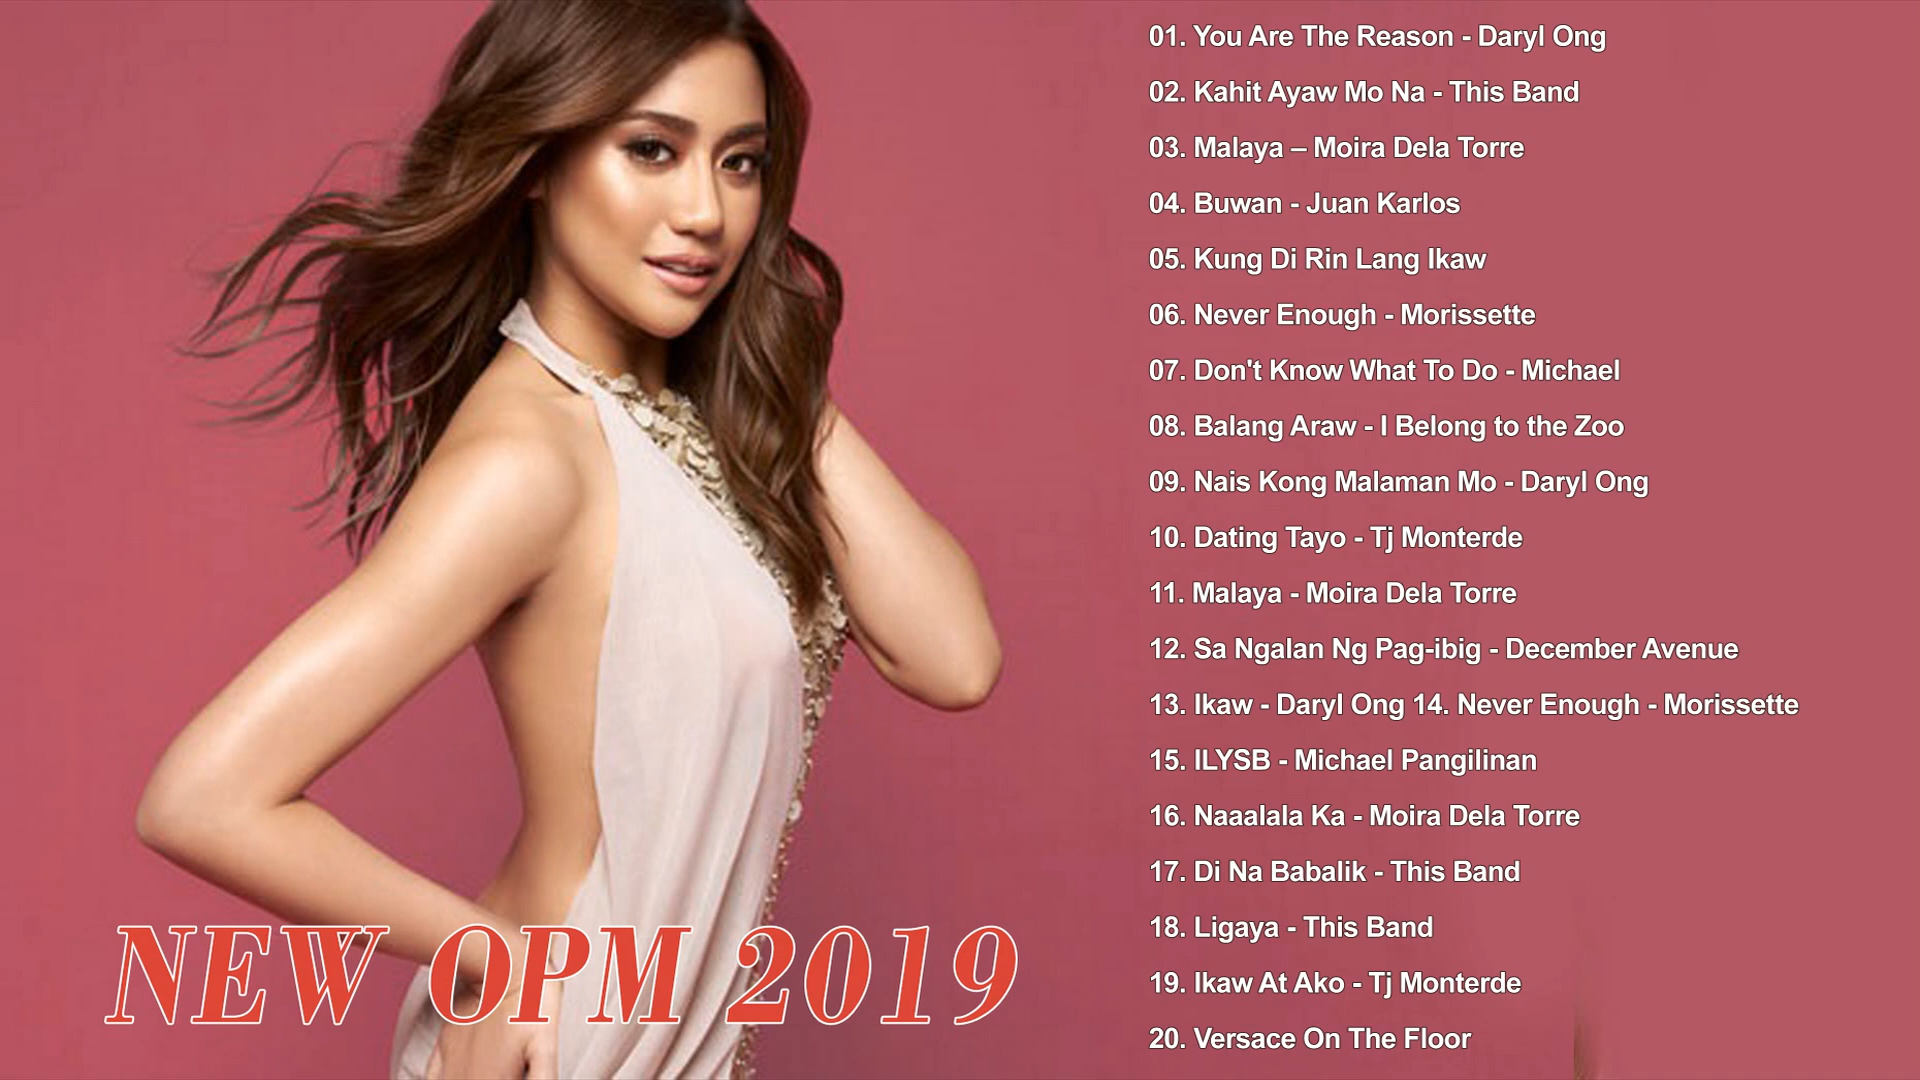 01. You Are The Reason - Daryl Ong
02. Kahit Ayaw Mo Na - This Band
03. Malaya – Moira Dela Torre
04. Buwan - Juan Karlos
05. Kung Di Rin Lang Ikaw
06. Never Enough - Morissette
07. Don't Know What To Do - Michael
08. Balang Araw - I Belong to the Zoo
09. Nais Kong Malaman Mo - Daryl Ong
10. Dating Tayo - Tj Monterde
11. Malaya - Moira Dela Torre
12. Sa Ngalan Ng Pag-ibig - December Avenue
13. Ikaw - Daryl Ong 14. Never Enough - Morissette
15. ILYSB - Michael Pangilinan
16. Naaalala Ka - Moira Dela Torre
17. Di Na Babalik - This Band
18. Ligaya - This Band
19. Ikaw At Ako - Tj Monterde
20. Versace On The Floor
NEW OPM 2019